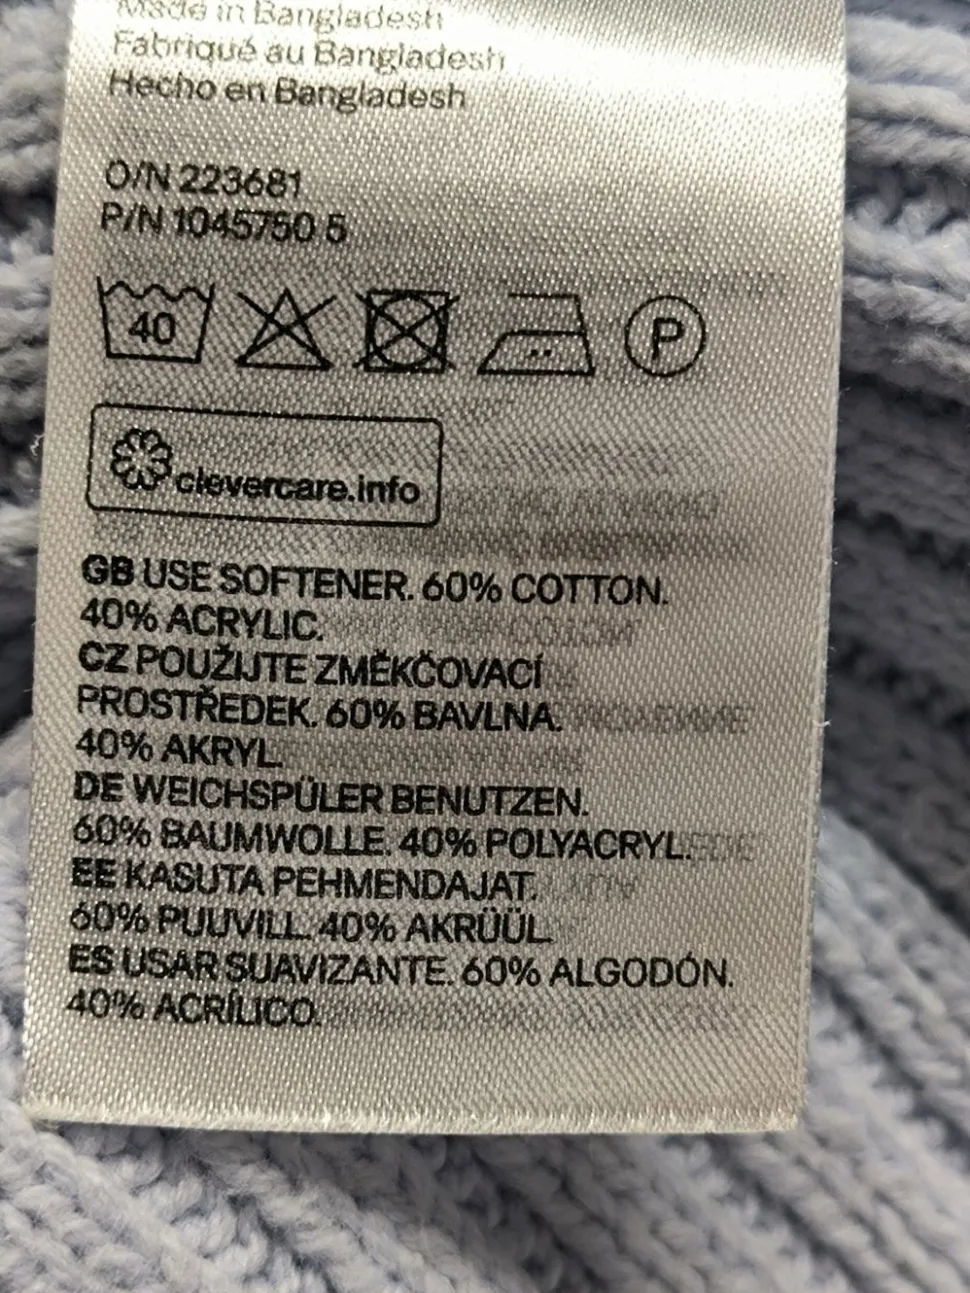 Made in Bangladesh
Fabriqué au Bangladesh
Hecho en Bangladesh
O/N 223681
P/N 1045750 5
40
P
clevercare.info
GB USE SOFTENER. 60% COTTON.
40% ACRYLIC.
CZ POUŽIJTE ZMĚKČOVACÍ
PROSTŘEDEK. 60% BAVLNA.
40% AKRYL.
DE WEICHSPÜLER BENUTZEN.
60% BAUMWOLLE. 40% POLYACRYL.
EE KASUTA PEHMENDAJAT.
60% PUUVILL. 40% AKRÜÜL.
ES USAR SUAVIZANTE. 60% ALGODÓN.
40% ACRÍLICO.